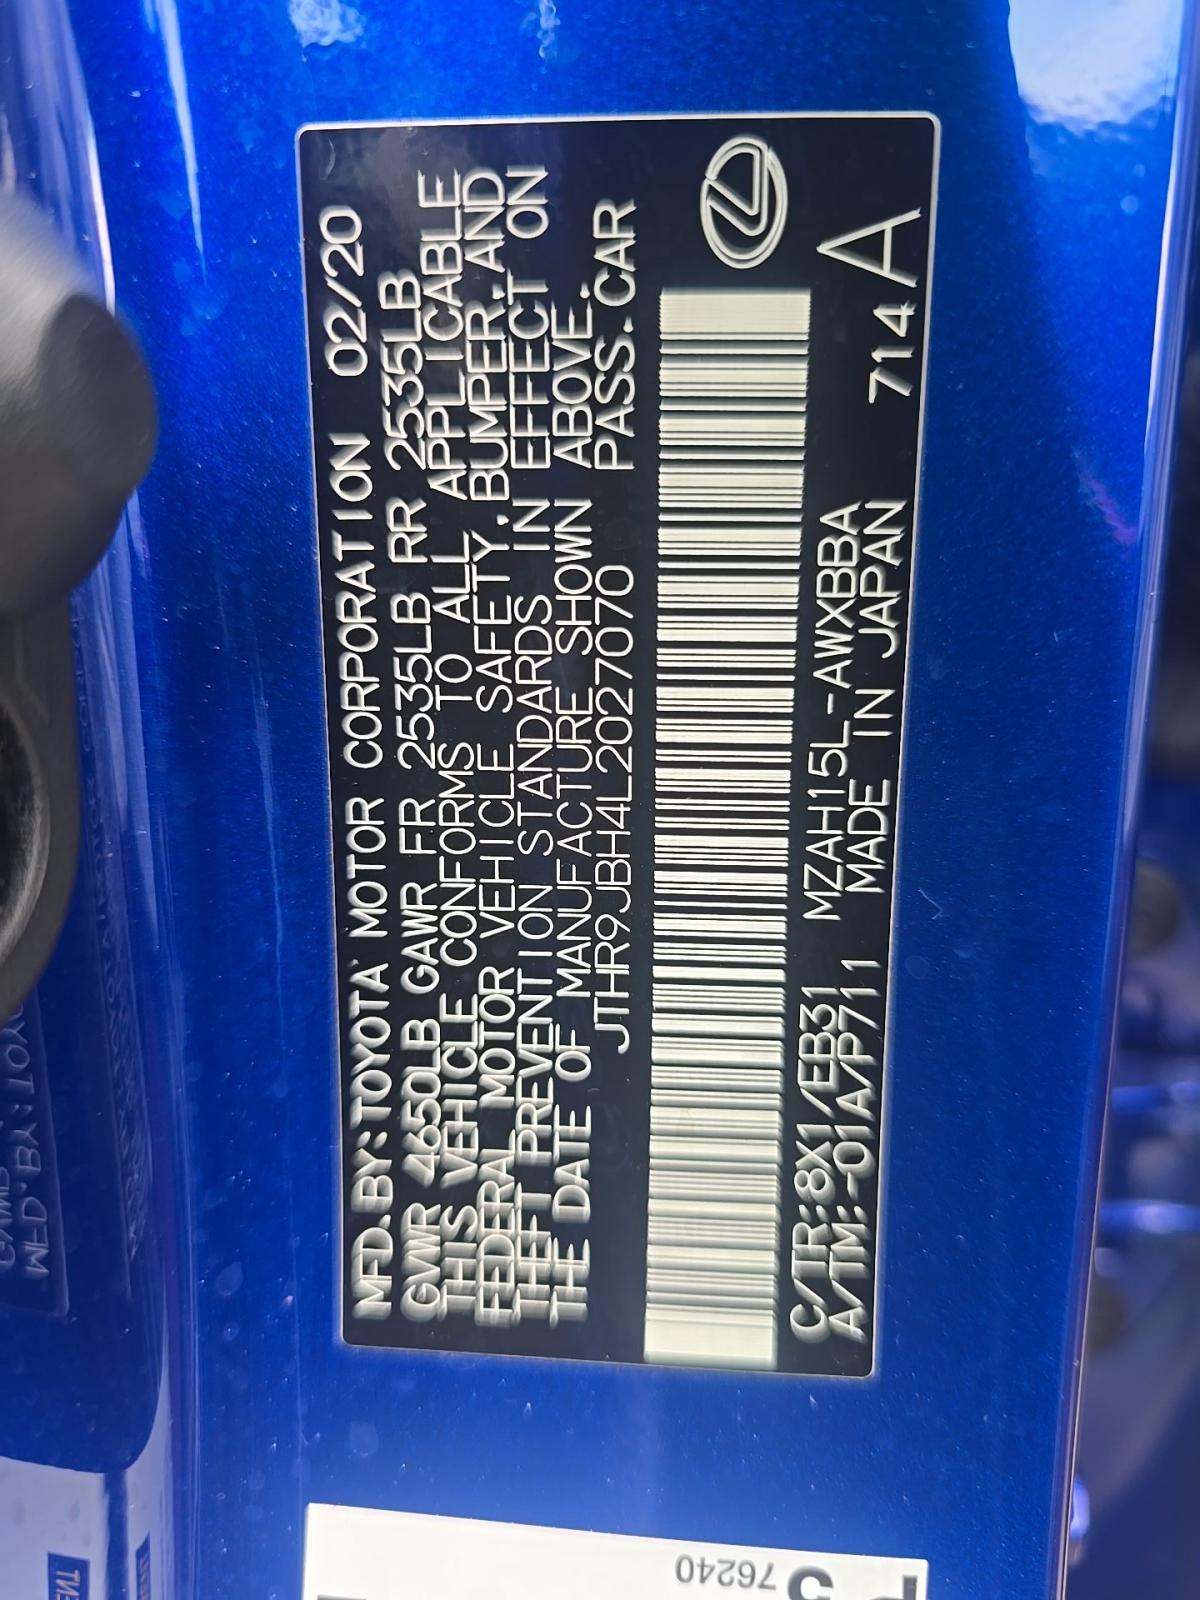 MFD.BY:TOYOTA MOTOR CORPORATION 02/20
GVWR 4650LB GAWR FR 2535LB RR 2535LB
THIS VEHICLE CONFORMS TO ALL APPLICABLE
FEDERAL MOTOR VEHICLE SAFETY.BUMPER.AND
THEFT PREVENTION STANDARDS IN EFFECT ON
THE DATE OF MANUFACTURE SHOWN ABOVE.
JTHR9JBH4L2027070 PASS.CAR
C/TR:8X1/EB31 MZAH15L-AWXBBA
A/TM:-01A/P711 MADE IN JAPAN 714 A
76240